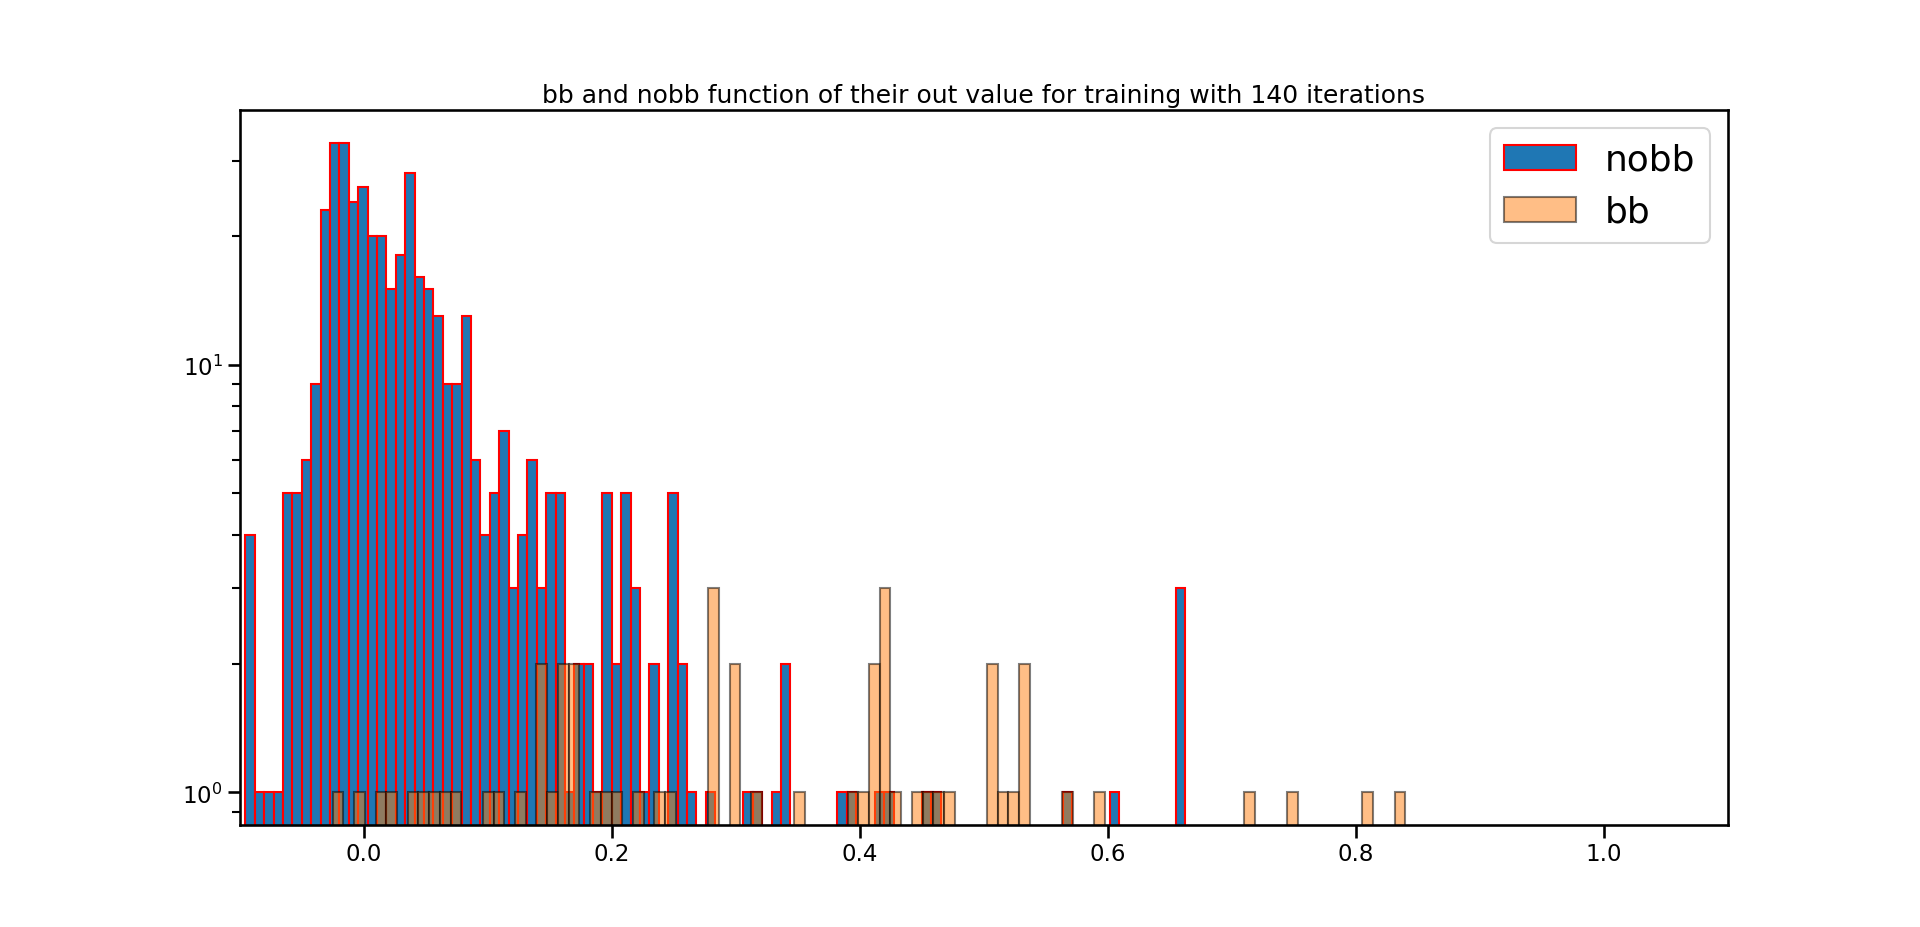 bb and nobb function of their out value for training with 140 iterations
nobb
bb
10¹
10⁰
0.0 0.2 0.4 0.6 0.8 1.0